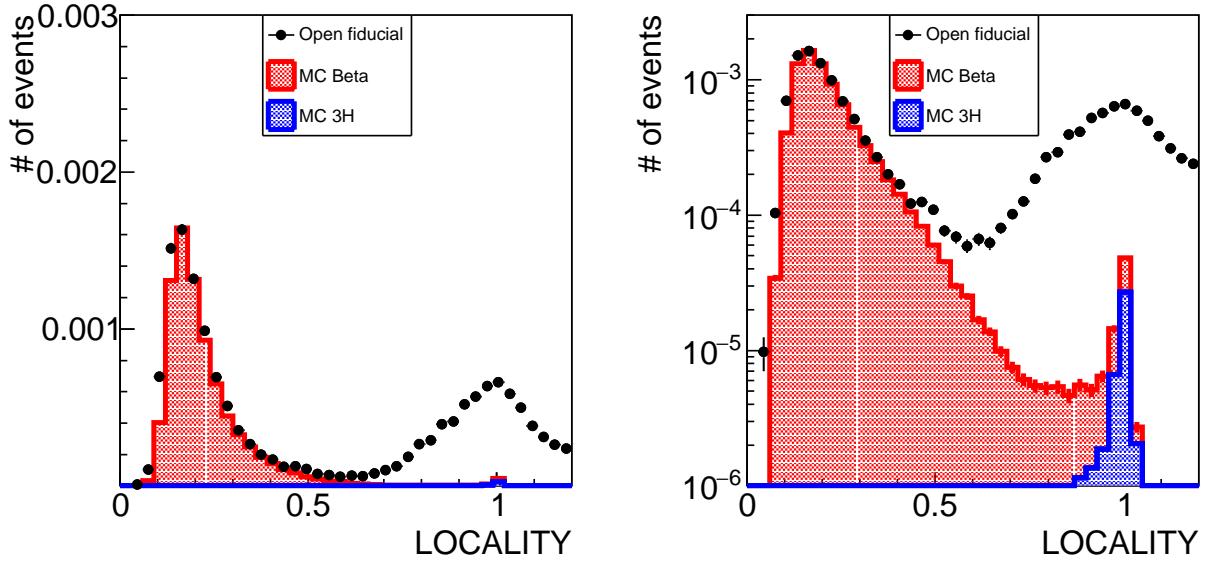 0.003
0.002
0.001
# of events
Open fiducial
MC Beta
MC 3H
0
0.5
1
LOCALITY
10−3
10−4
10−5
10−6
# of events
Open fiducial
MC Beta
MC 3H
0
0.5
1
LOCALITY